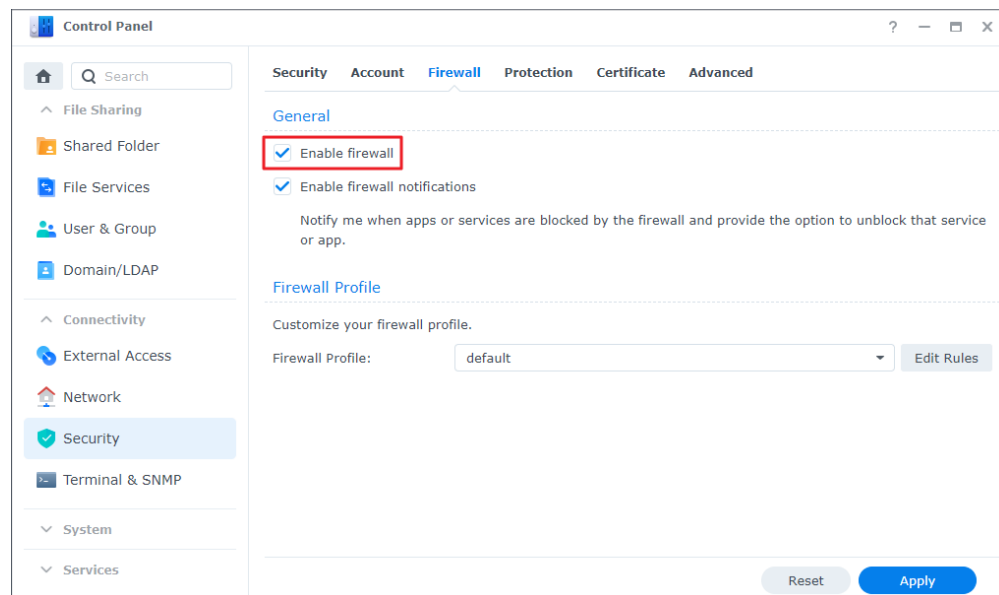 Control Panel
?
Search
File Sharing
Shared Folder
File Services
User & Group
Domain/LDAP
Connectivity
External Access
Network
Security
Terminal & SNMP
System
Services
Security Account Firewall Protection Certificate Advanced
General
Enable firewall
Enable firewall notifications
Notify me when apps or services are blocked by the firewall and provide the option to unblock that service
or app.
Firewall Profile
Customize your firewall profile.
Firewall Profile: default Edit Rules
Reset Apply